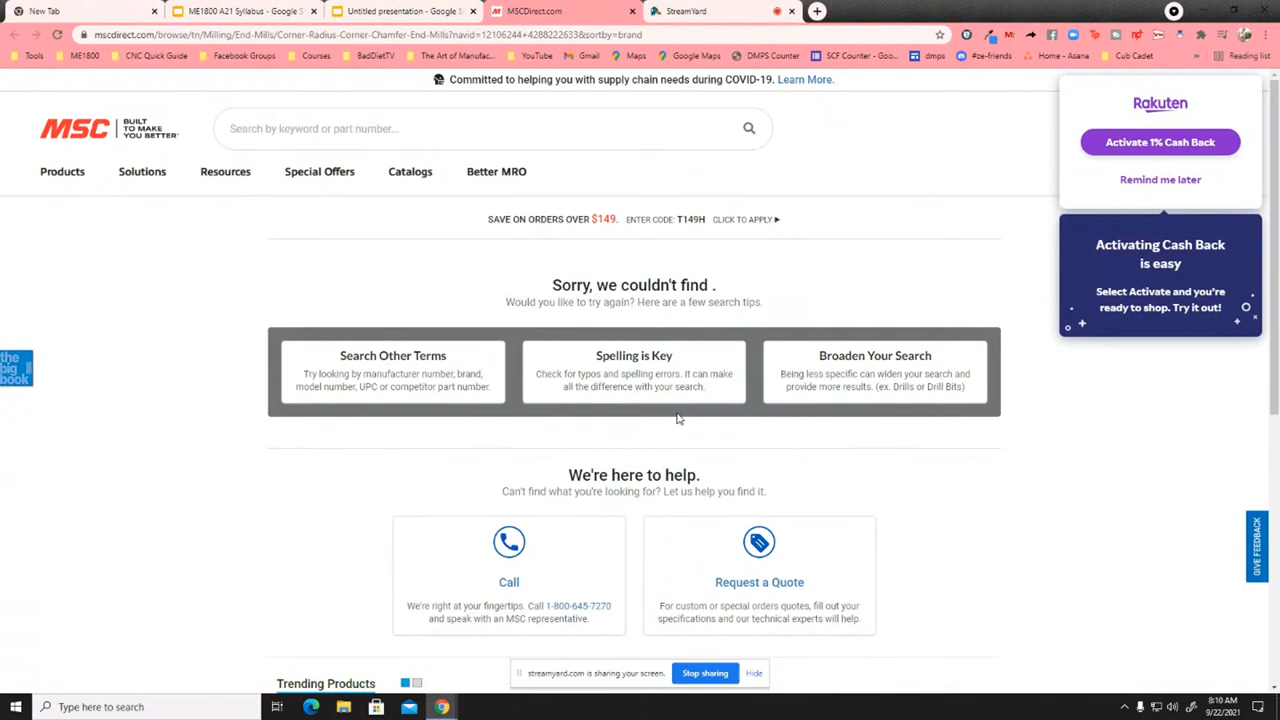 New Tab
ME1800 A21 Syllabus - Google S
Untitled presentation - Google S
MSCDirect.com
StreamYard
mscdirect.com/browse/tn/Milling/End-Mills/Corner-Radius-Corner-Chamfer-End-Mills?navid=12106244+4288222633&sortby=brand
Tools
ME1800
CNC Quick Guide
Facebook Groups
Courses
BadDietTV
The Art of Manufac...
YouTube
Gmail
Maps
Google Maps
DMPS Counter
SCF Counter - Goo...
dmps
#ze-friends
Home - Asana
Cub Cadet
Reading list
Committed to helping you with supply chain needs during COVID-19. Learn More.
MSC
BUILT
TO MAKE
YOU BETTER
Search by keyword or part number...
Rakuten
Activate 1% Cash Back
Remind me later
Products
Solutions
Resources
Special Offers
Catalogs
Better MRO
SAVE ON ORDERS OVER $149. ENTER CODE: T149H CLICK TO APPLY ▶
Activating Cash Back
is easy
Select Activate and you're
ready to shop. Try it out!
Sorry, we couldn't find .
Would you like to try again? Here are a few search tips.
the
big
book
Search Other Terms
Try looking by manufacturer number, brand,
model number, UPC or competitor part number.
Spelling is Key
Check for typos and spelling errors. It can make
all the difference with your search.
Broaden Your Search
Being less specific can widen your search and
provide more results. (ex. Drills or Drill Bits)
We're here to help.
Can't find what you're looking for? Let us help you find it.
Call
We're right at your fingertips. Call 1-800-645-7270
and speak with an MSC representative.
Request a Quote
For custom or special orders quotes, fill out your
specifications and our technical experts will help.
GIVE FEEDBACK
Trending Products
streamyard.com is sharing your screen.
Stop sharing
Hide
Type here to search
8:10 AM
9/22/2021